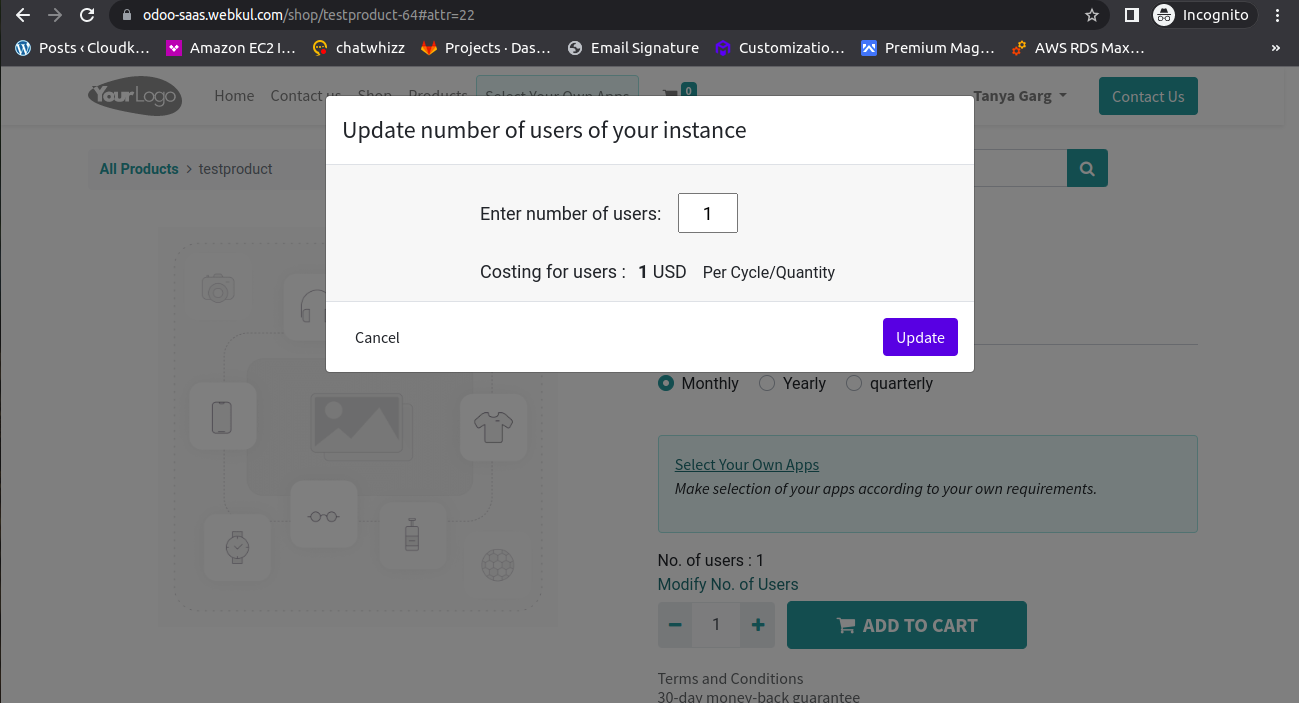 odoo-saas.webkul.com/shop/testproduct-64#attr=22
Incognito
Posts ‹ Cloudk…
Amazon EC2 I…
chatwhizz
Projects · Das…
Email Signature
Customizatio…
Premium Mag…
AWS RDS Max…
»
YourLogo
Home
Contact us
Shop
Products
Select Your Own Apps
0
Tanya Garg
Contact Us
Update number of users of your instance
All Products > testproduct
Enter number of users: 1
Costing for users : 1 USD Per Cycle/Quantity
Cancel
Update
Monthly Yearly quarterly
Select Your Own Apps
Make selection of your apps according to your own requirements.
No. of users : 1
Modify No. of Users
1
ADD TO CART
Terms and Conditions
30-day money-back guarantee